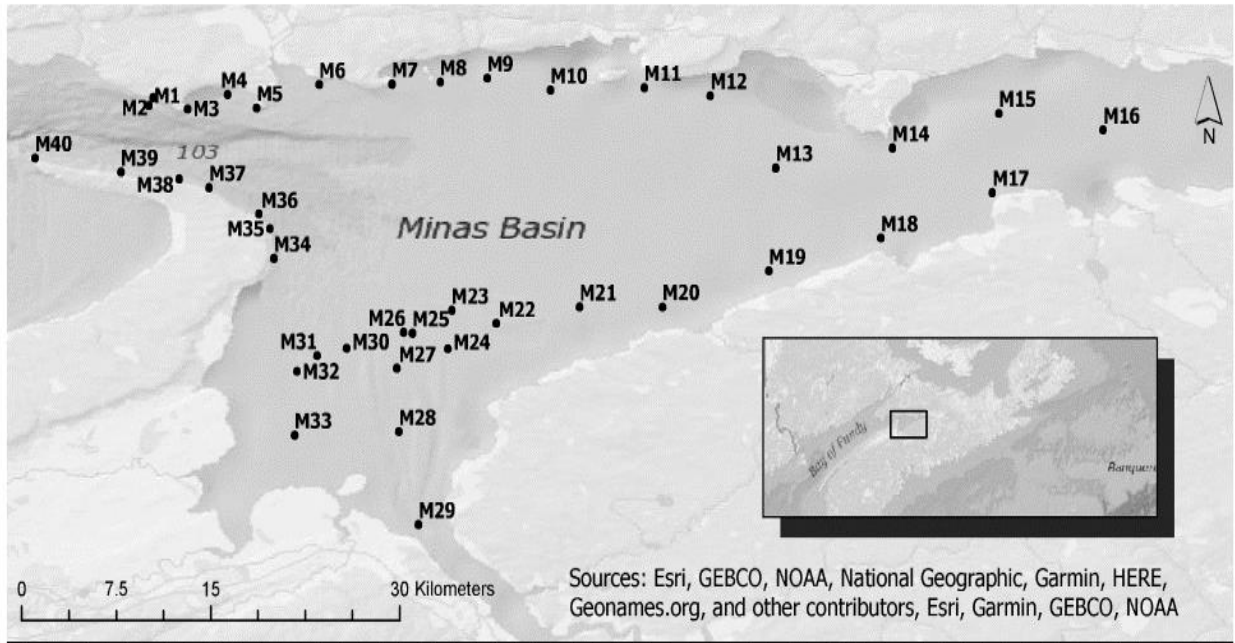 M9
M8
M6
M7
M10
M11
M12
M4
M1
M5
M2
M3
M15
M16
N
M14
103
M40
M39
M13
M38
M37
M17
M36
M35
Minas Basin
M18
M34
M19
M23
M21
M20
M26
M25
M22
M31
M30
M24
M27
M32
M33
M28
Bay of Fundy
M29
0 7.5 15 30 Kilometers
Sources: Esri, GEBCO, NOAA, National Geographic, Garmin, HERE,
Geonames.org, and other contributors, Esri, Garmin, GEBCO, NOAA